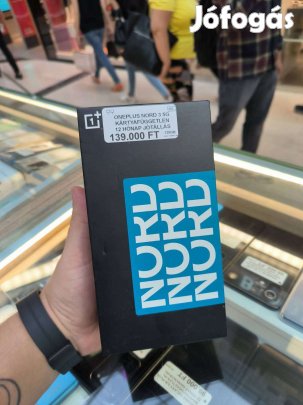 Jófogás
ONEPLUS NORD 3 5G
KÁRTYAFÜGGETLEN
12 HÓNAP JÓTÁLLÁS
139.000 FT
NORD
NORD
NORD